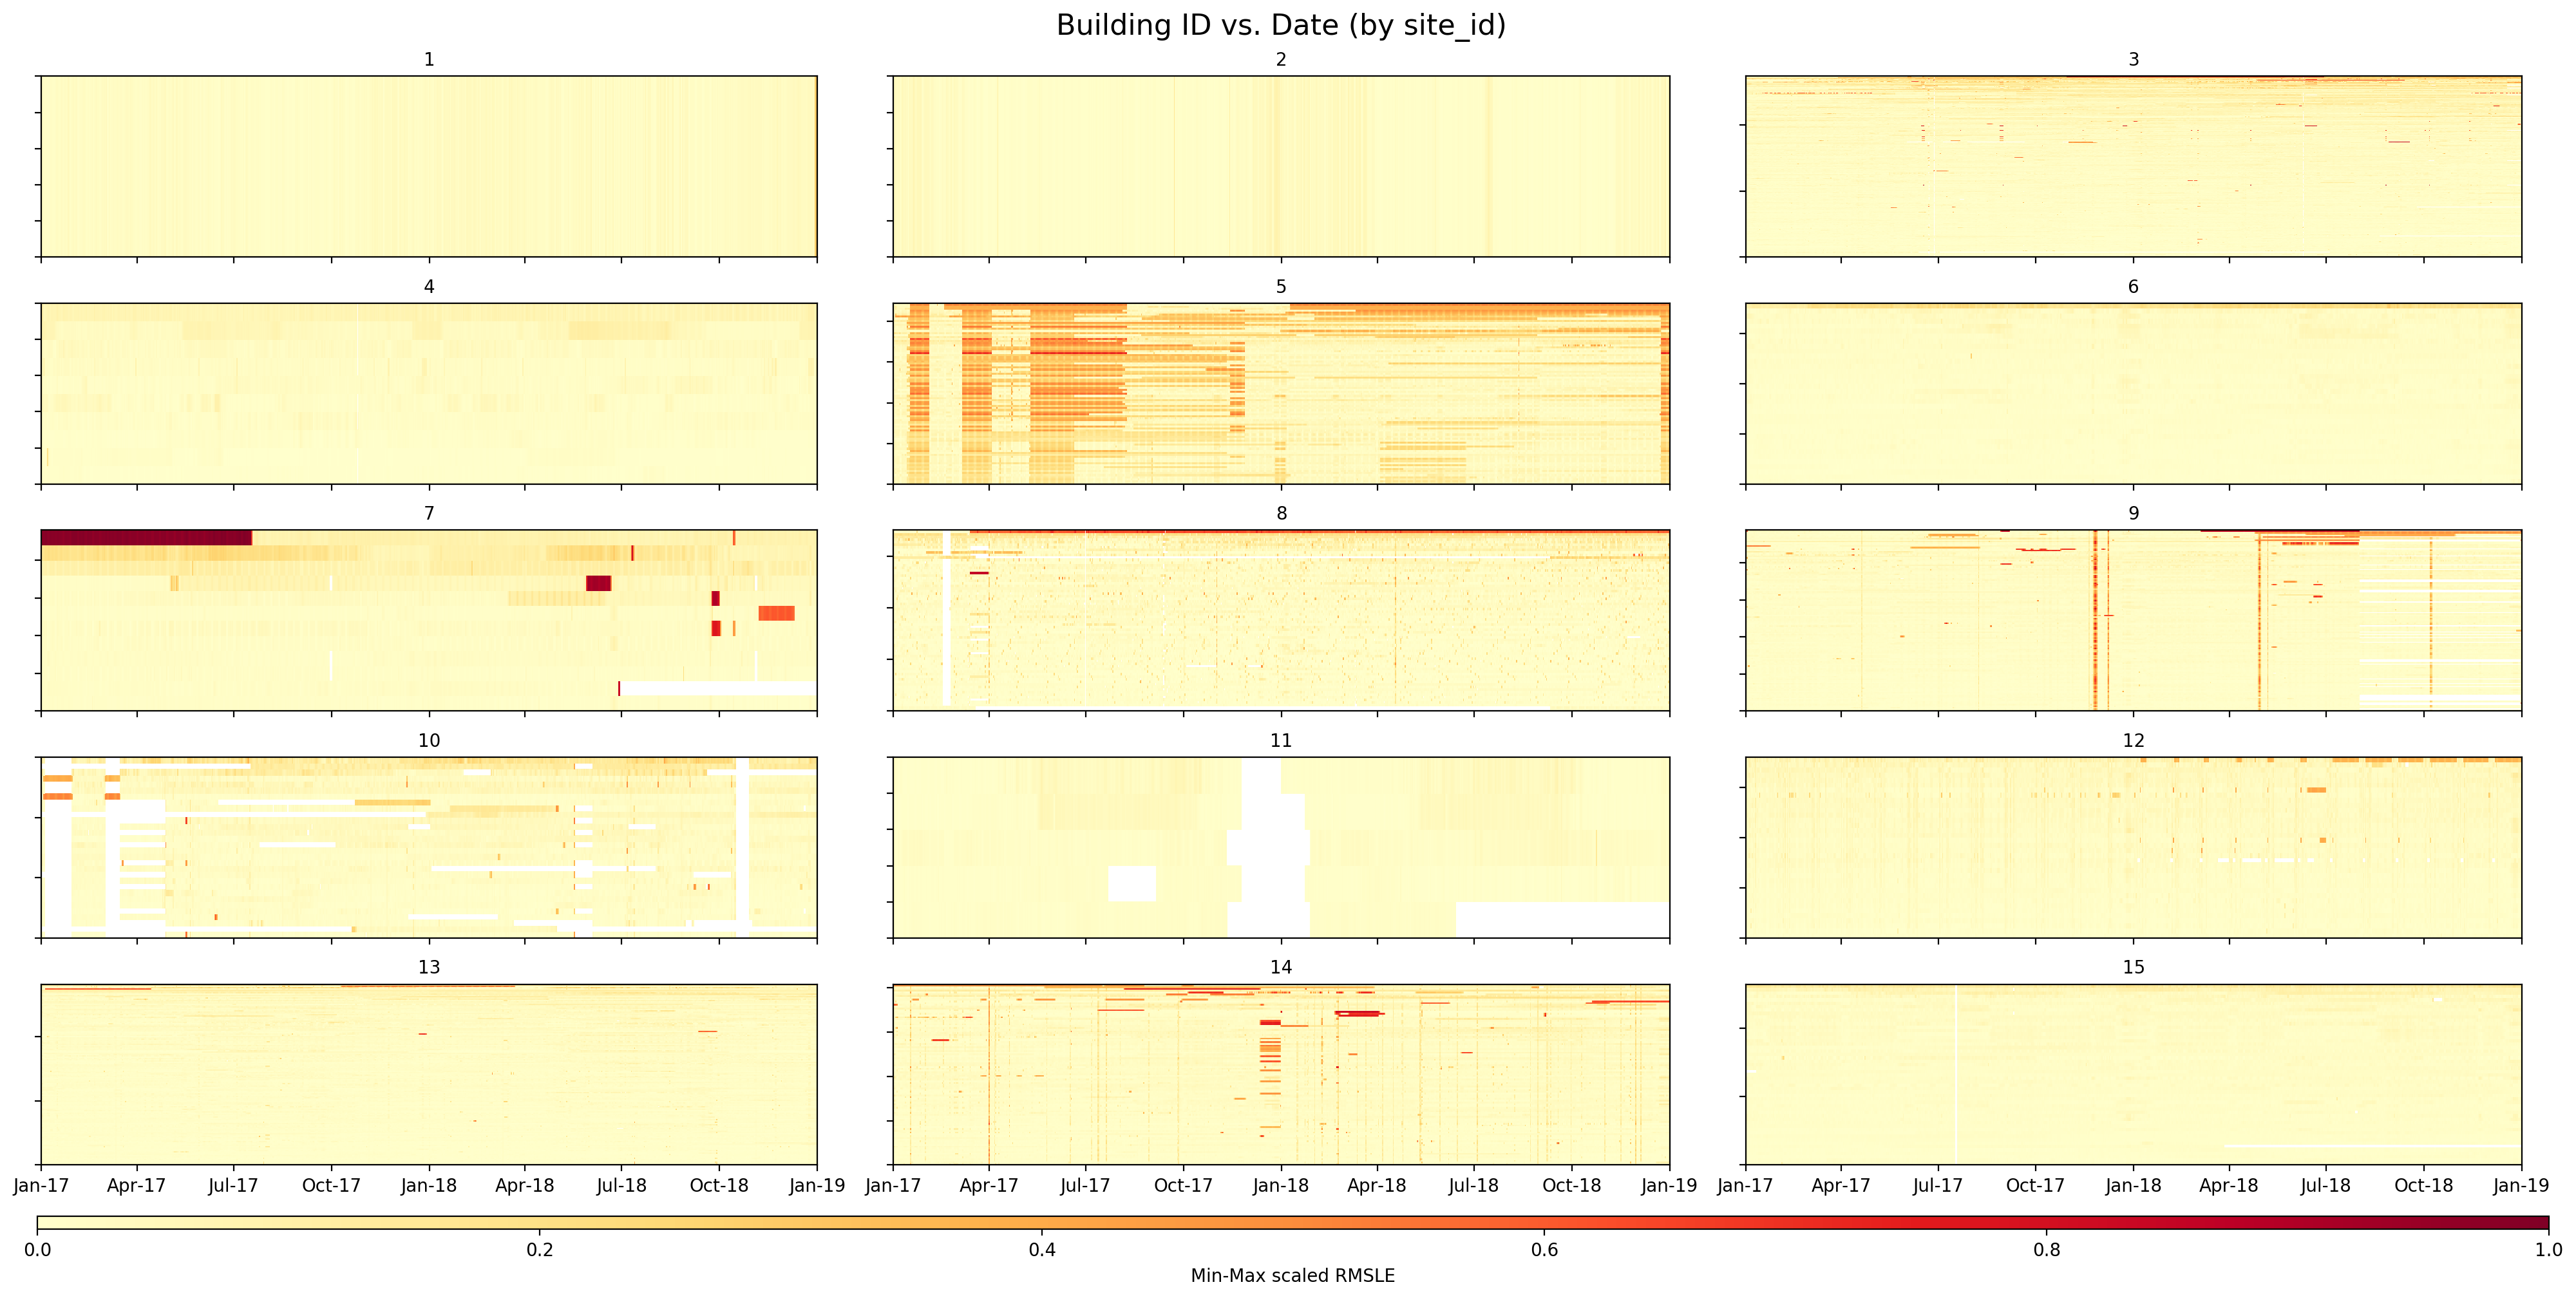 Building ID vs. Date (by site_id)
1 2 3
4 5 6
7 8 9
10 11 12
13 14 15
Jan-17 Apr-17 Jul-17 Oct-17 Jan-18 Apr-18 Jul-18 Oct-18 Jan-19 Jan-17 Apr-17 Jul-17 Oct-17 Jan-18 Apr-18 Jul-18 Oct-18 Jan-19 Jan-17 Apr-17 Jul-17 Oct-17 Jan-18 Apr-18 Jul-18 Oct-18 Jan-19
0.0 0.2 0.4 0.6 0.8 1.0
Min-Max scaled RMSLE